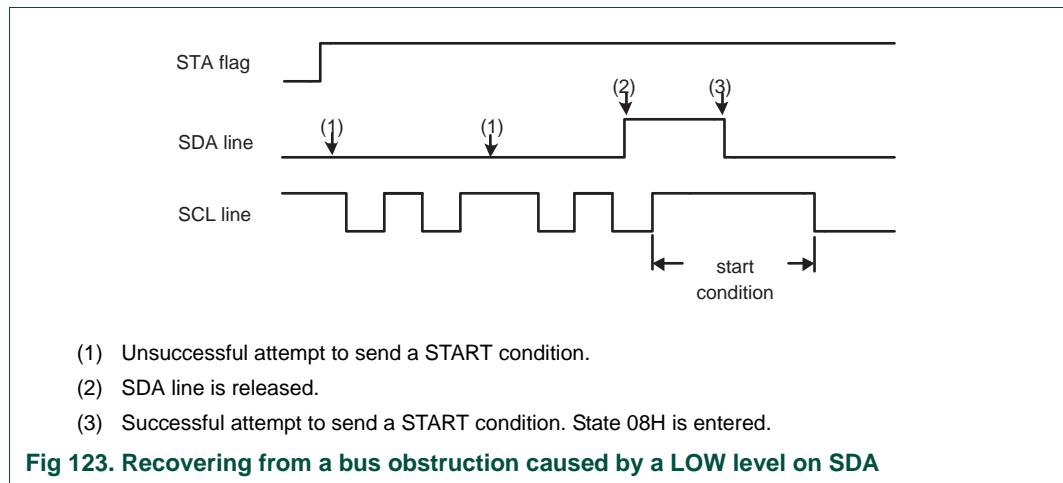 STA flag
(2) (3)
(1) (1)
SDA line
SCL line
start
condition
(1) Unsuccessful attempt to send a START condition.
(2) SDA line is released.
(3) Successful attempt to send a START condition. State 08H is entered.
Fig 123. Recovering from a bus obstruction caused by a LOW level on SDA